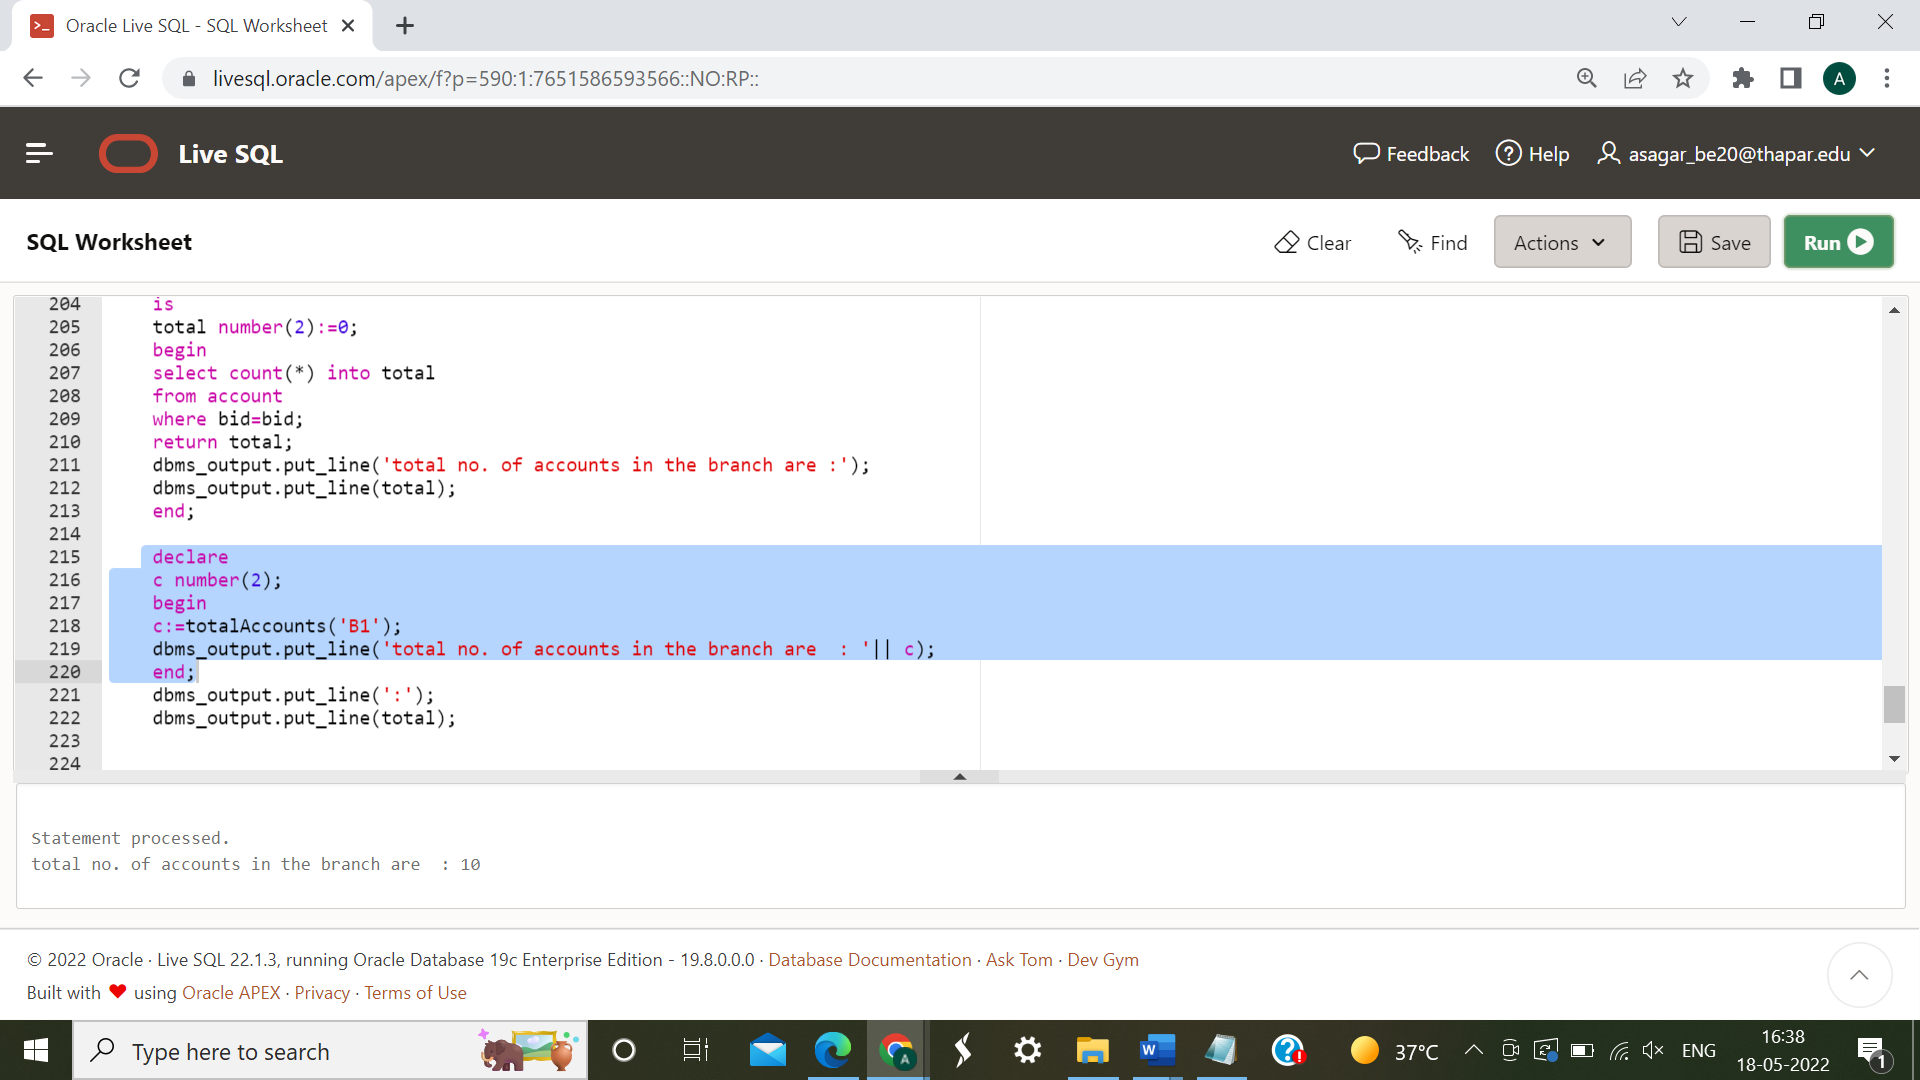 Oracle Live SQL - SQL Worksheet
livesql.oracle.com/apex/f?p=590:1:7651586593566::NO:RP::
A
Live SQL
Feedback
Help
asagar_be20@thapar.edu
SQL Worksheet
Clear
Find
Actions
Save
Run
204 is
205 total number(2):=0;
206 begin
207 select count(*) into total
208 from account
209 where bid=bid;
210 return total;
211 dbms_output.put_line('total no. of accounts in the branch are :');
212 dbms_output.put_line(total);
213 end;
214
215 declare
216 c number(2);
217 begin
218 c:=totalAccounts('B1');
219 dbms_output.put_line('total no. of accounts in the branch are  : '|| c);
220 end;
221 dbms_output.put_line(':');
222 dbms_output.put_line(total);
223
224
Statement processed.
total no. of accounts in the branch are  : 10
© 2022 Oracle · Live SQL 22.1.3, running Oracle Database 19c Enterprise Edition - 19.8.0.0.0 · Database Documentation · Ask Tom · Dev Gym
Built with ❤ using Oracle APEX · Privacy · Terms of Use
Type here to search
A
W
37°C
ENG
16:38
18-05-2022
1